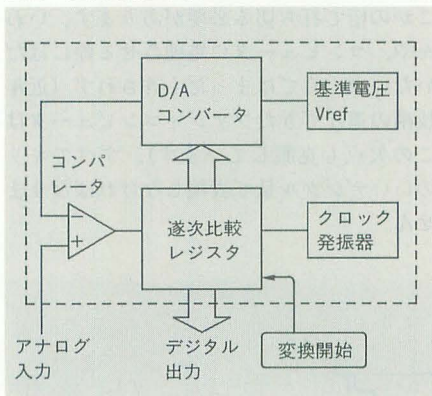 D/A
コンバータ
基準電圧
Vref
コンパ
レタ
−
+
逐次比較
レジスタ
クロック
発振器
アナログ
入力
デジタル
出力
変換開始